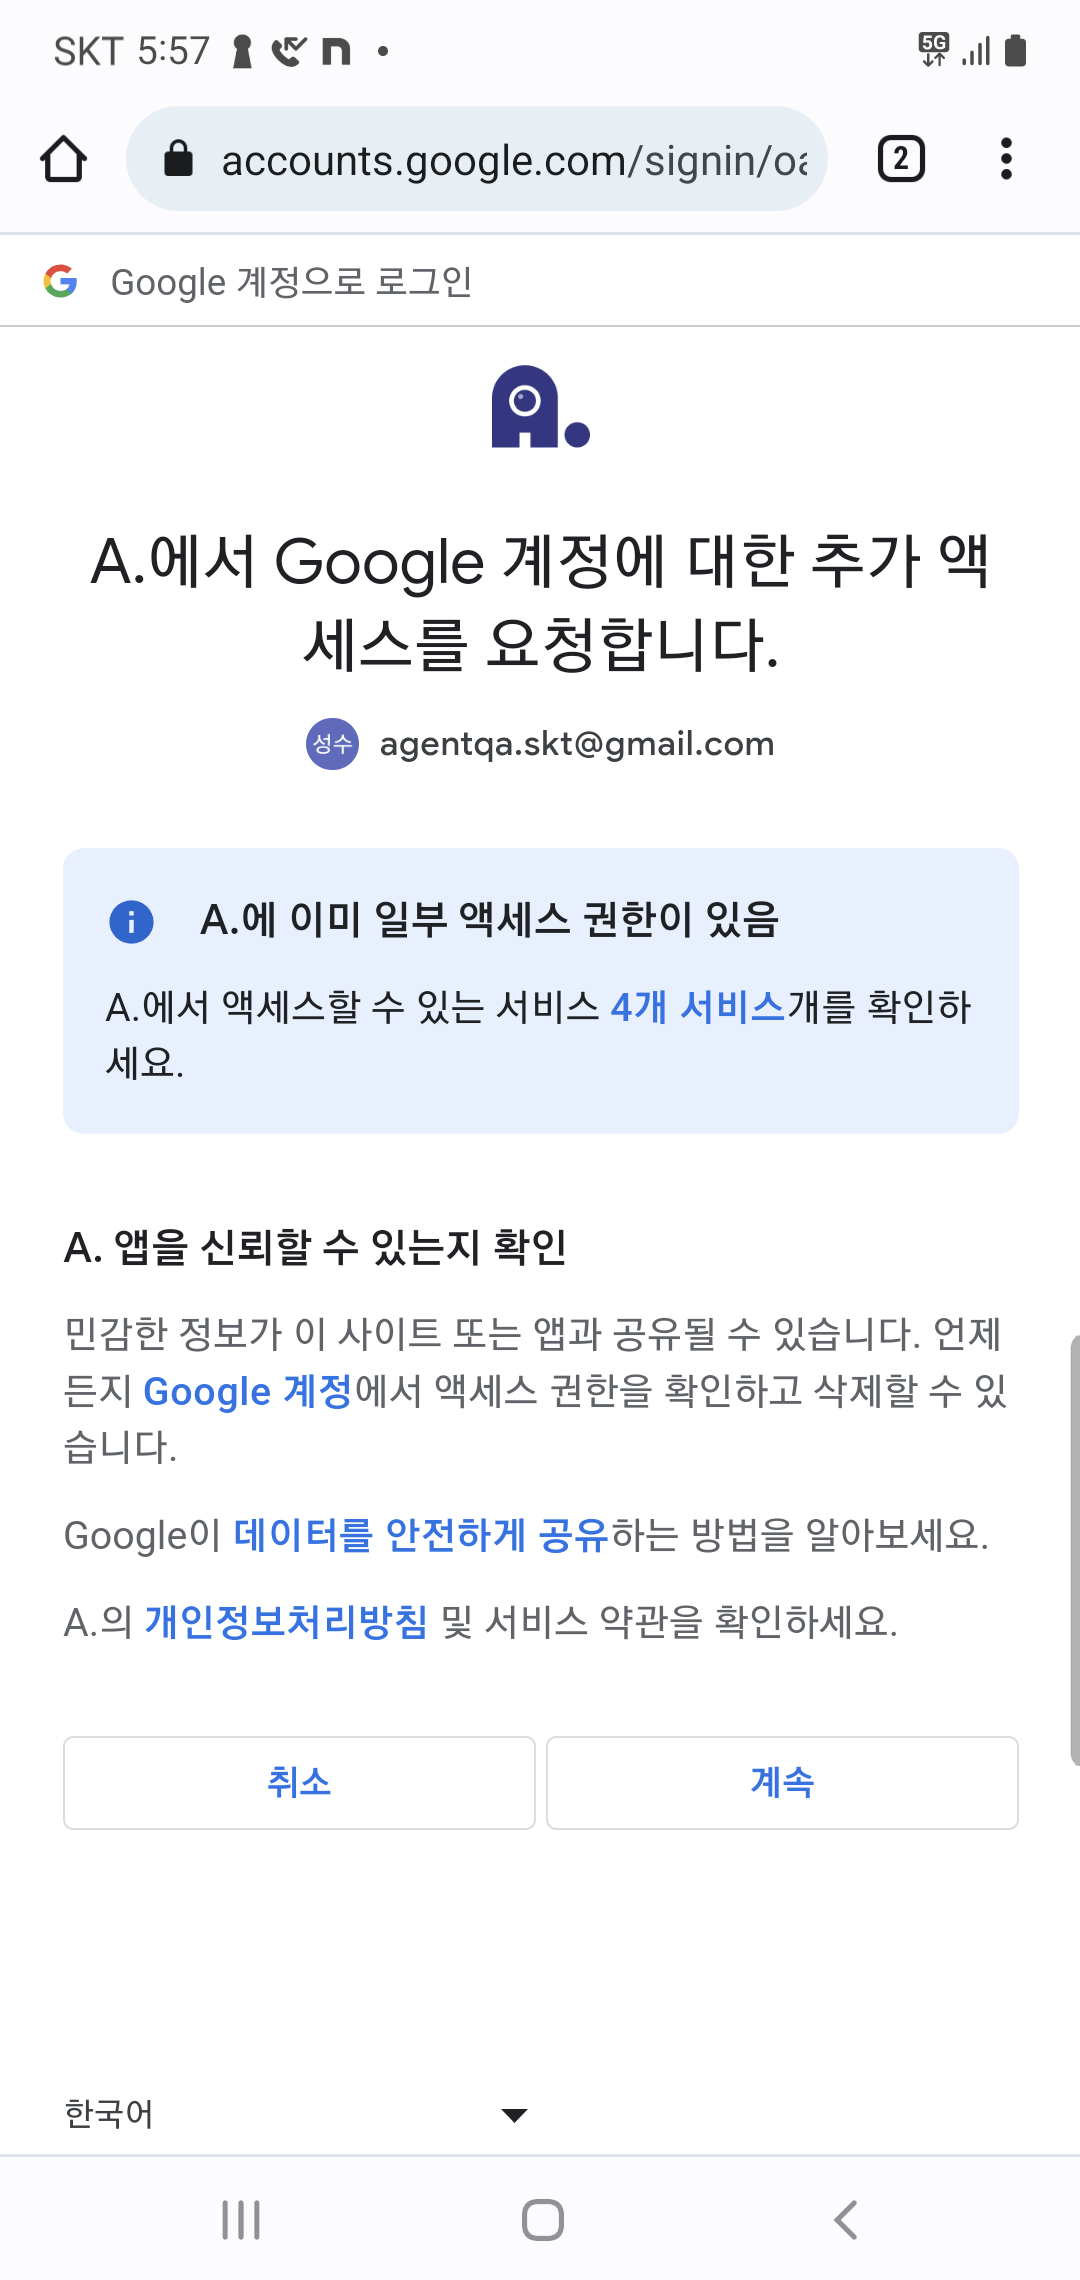 SKT 5:57
5G
accounts.google.com/signin/oa
2
Google 계정으로 로그인
A.에서 Google 계정에 대한 추가 액
세스를 요청합니다.
성수 agentqa.skt@gmail.com
A.에 이미 일부 액세스 권한이 있음
A.에서 액세스할 수 있는 서비스 4개 서비스개를 확인하
세요.
A. 앱을 신뢰할 수 있는지 확인
민감한 정보가 이 사이트 또는 앱과 공유될 수 있습니다. 언제
든지 Google 계정에서 액세스 권한을 확인하고 삭제할 수 있
습니다.
Google이 데이터를 안전하게 공유하는 방법을 알아보세요.
A.의 개인정보처리방침 및 서비스 약관을 확인하세요.
취소
계속
한국어